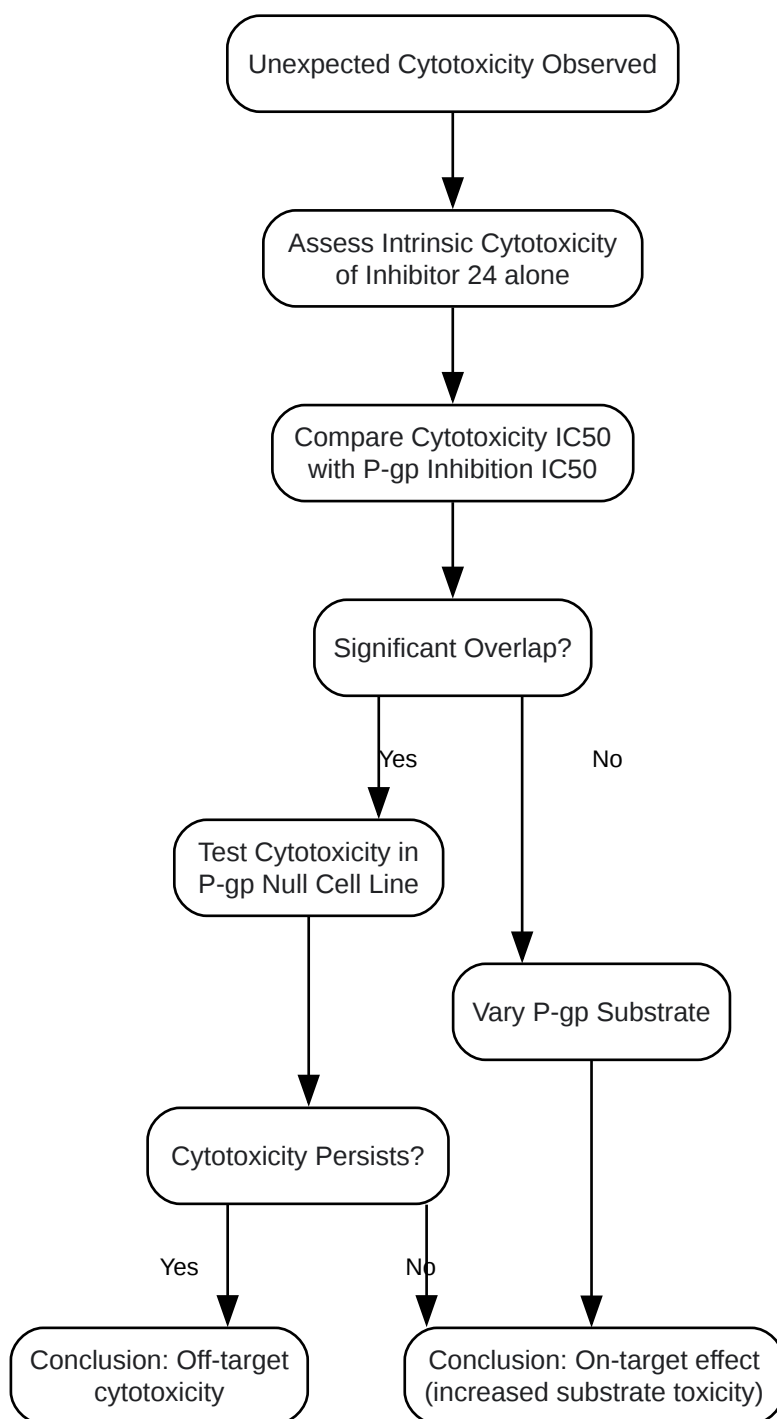 Unexpected Cytotoxicity Observed
Assess Intrinsic Cytotoxicity
of Inhibitor 24 alone
Compare Cytotoxicity IC50
with P-gp Inhibition IC50
Significant Overlap?
Yes
No
Test Cytotoxicity in
P-gp Null Cell Line
Vary P-gp Substrate
Cytotoxicity Persists?
Yes
No
Conclusion: Off-target
cytotoxicity
Conclusion: On-target effect
(increased substrate toxicity)